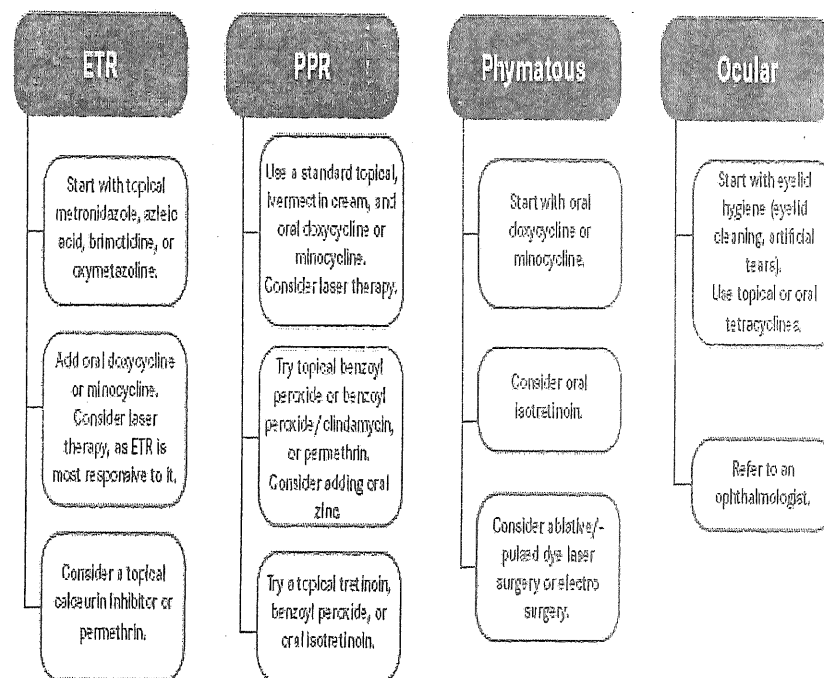 ETR
Start with topical
metronidazole, azleic
acid, brimotidine, or
oxymetazoline.
Add oral doxycycline
or minocycline.
Consider laser
therapy, as ETR is
most responsive to it.
Consider a topical
calceurin inhibitor or
permethrin.
PPR
Use a standard topical,
ivermectin cream, and
oral doxycycline or
minocycline.
Consider laser therapy.
Try topical benzoyl
peroxide or benzoyl
peroxide/clindamycin,
or permethrin.
Consider adding oral
zinc
Try a topical tretinoin,
benzoyl peroxide, or
oral isotretinoin.
Phymatous
Start with oral
doxycycline or
minocycline.
Consider oral
isotretinoin.
Consider ablative/-
pulsed dye laser
surgery or electro
surgery.
Ocular
Start with eyelid
hygiene (eyelid
cleaning, artificial
tears).
Use topical or oral
tetracyclines.
Refer to an
ophthalmologist.